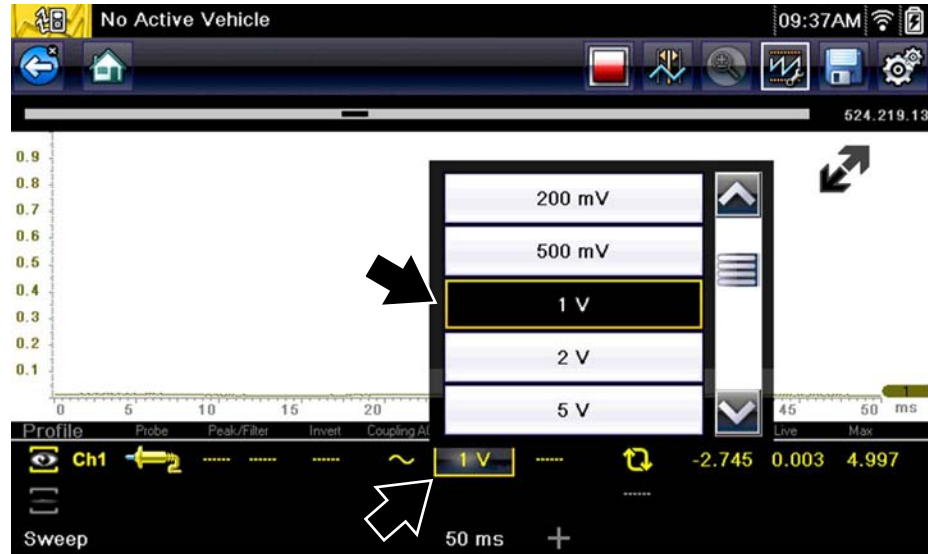 No Active Vehicle 09:37AM
524.219.13
0.9
0.8
0.7
0.6
0.5
0.4
0.3
0.2
0.1
200 mV
500 mV
1 V
2 V
5 V
0 5 10 15 20 45 50 ms
1
Profile Probe Peak/Filter Invert Coupling Live Max
Ch1 2 ------ ------ ------ 1 V ------ -2.745 0.003 4.997
------
Sweep 50 ms